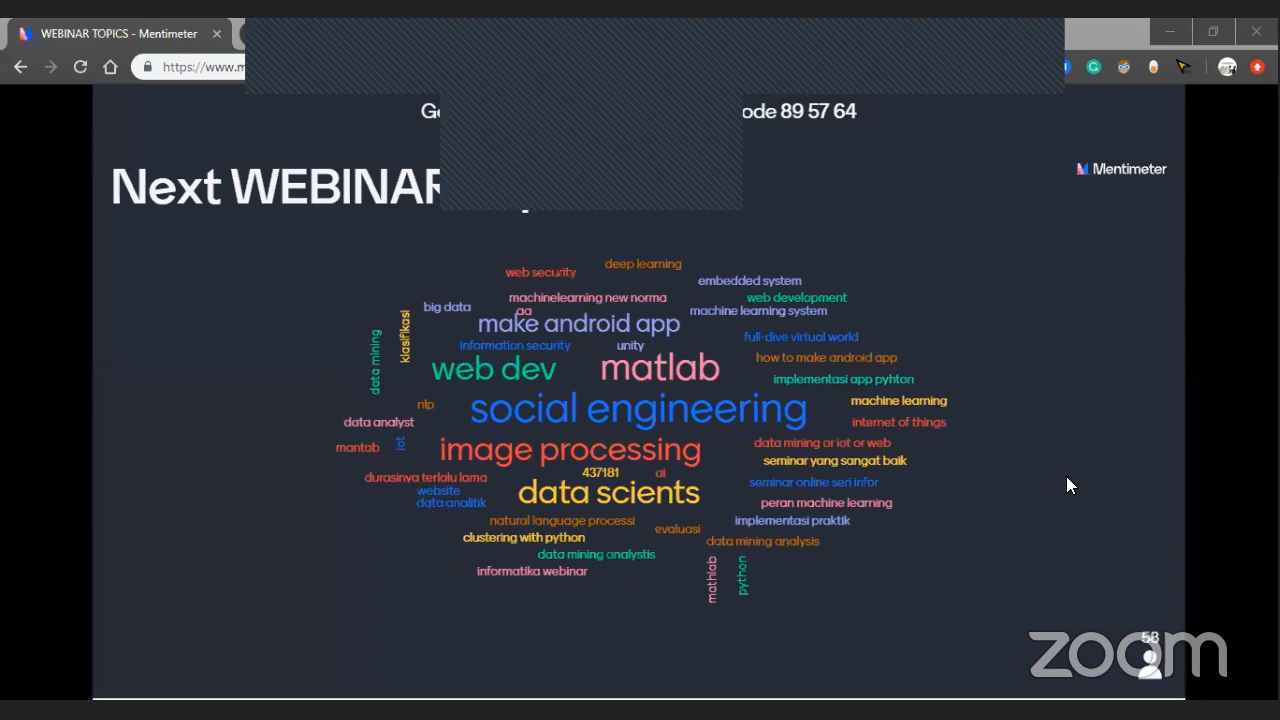 WEBINAR TOPICS - Mentimeter
https://www.m
ode 89 57 64
Next WEBINAR
Mentimeter
deep learning
web security
embedded system
machinelearning new norma
web development
big data
aa
machine learning system
make android app
klasifikasi
full-dive virtual world
information security
unity
data mining
how to make android app
web dev
matlab
implementasi app pyhton
machine learning
nlp
social engineering
data analyst
internet of things
mantab
iot
image processing
data mining or iot or web
seminar yang sangat baik
437181
ai
durasinya terlalu lama
seminar online seri infor
website
data scients
data analitik
peran machine learning
natural language processi
implementasi praktik
evaluasi
clustering with python
data mining analysis
data mining analystis
informatika webinar
mathlab
python
58
zoom